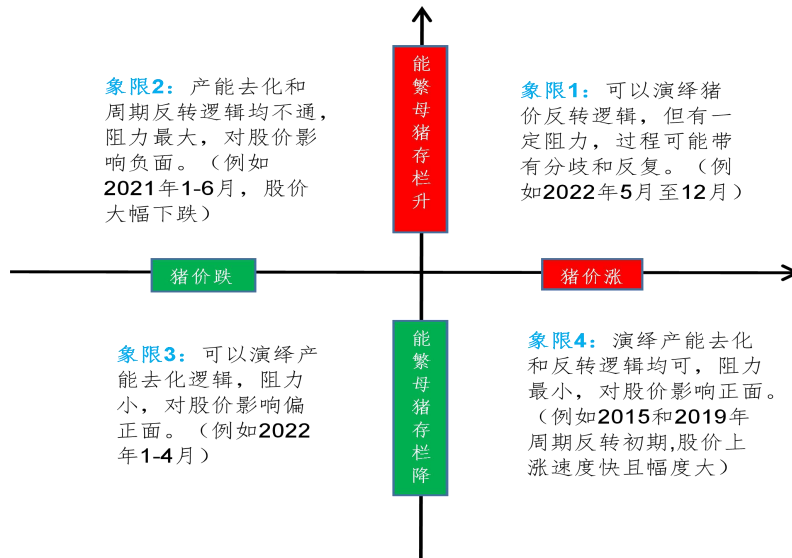 能繁母猪存栏升
象限2：产能去化和
周期反转逻辑均不通，
阻力最大，对股价影
响负面。（例如
2021年1-6月，股价
大幅下跌）
象限1：可以演绎猪
价反转逻辑，但有一
定阻力，过程可能带
有分歧和反复。（例
如2022年5月至12月）
猪价跌
猪价涨
象限3：可以演绎产
能去化逻辑，阻力
小，对股价影响偏
正面。（例如2022
年1-4月）
能繁母猪存栏降
象限4：演绎产能去化
和反转逻辑均可，阻力
最小，对股价影响正面。
（例如2015和2019年
周期反转初期,股价上
涨速度快且幅度大）